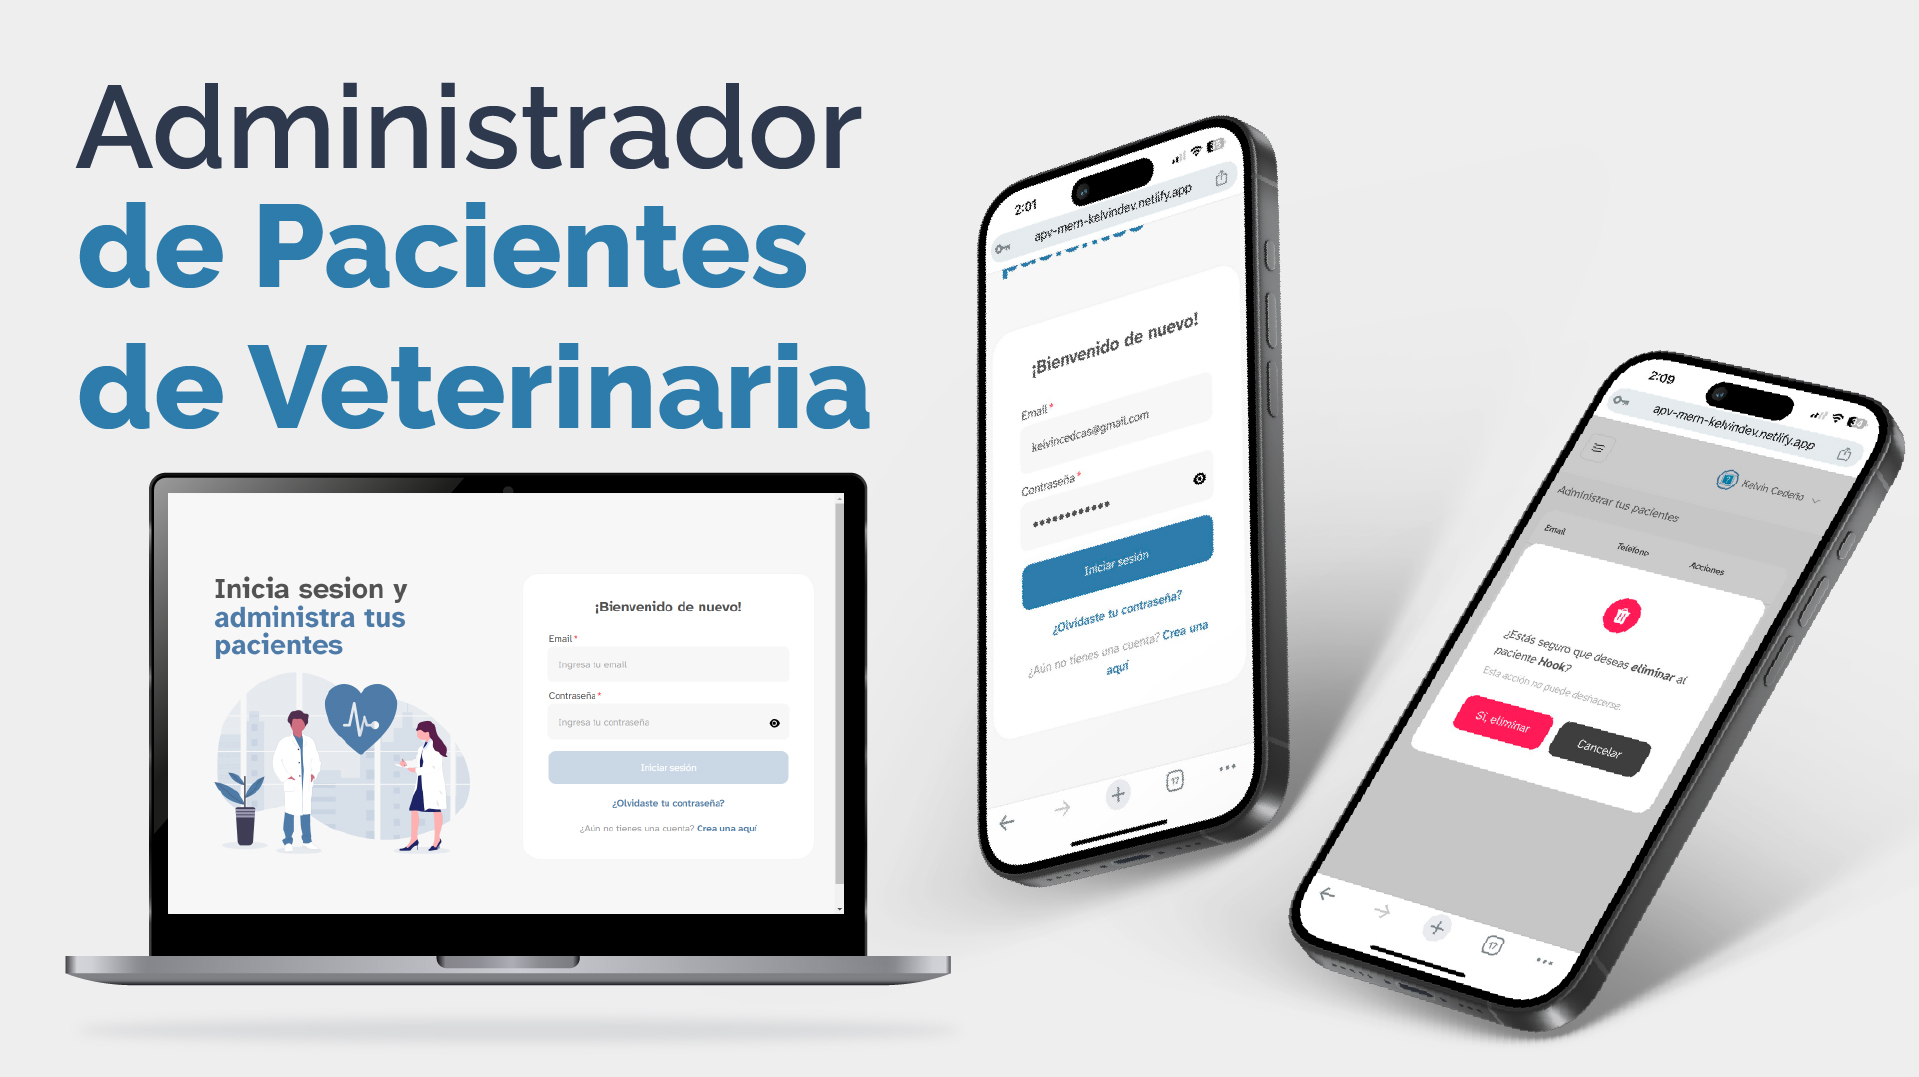 Administrador
de Pacientes
de Veterinaria
Inicia sesion y
administra tus
pacientes
¡Bienvenido de nuevo!
Email *
Ingresa tu email
Contraseña *
Ingresa tu contraseña
Iniciar sesión
¿Olvidaste tu contraseña?
¿Aún no tienes una cuenta? Crea una aquí
2:01
apv-mern-kelvindev.netlify.app
¡Bienvenido de nuevo!
Email *
kelvincedcas@gmail.com
Contraseña *
************
Iniciar sesión
¿Olvidaste tu contraseña?
¿Aún no tienes una cuenta? Crea una
aquí
17
2:09
apv-mern-kelvindev.netlify.app
Kelvin Cedeño
Administrar tus pacientes
Email
Teléfono
Acciones
¿Estás seguro que deseas eliminar al
paciente Hook?
Esta acción no puede deshacerse.
Sí, eliminar
Cancelar
17